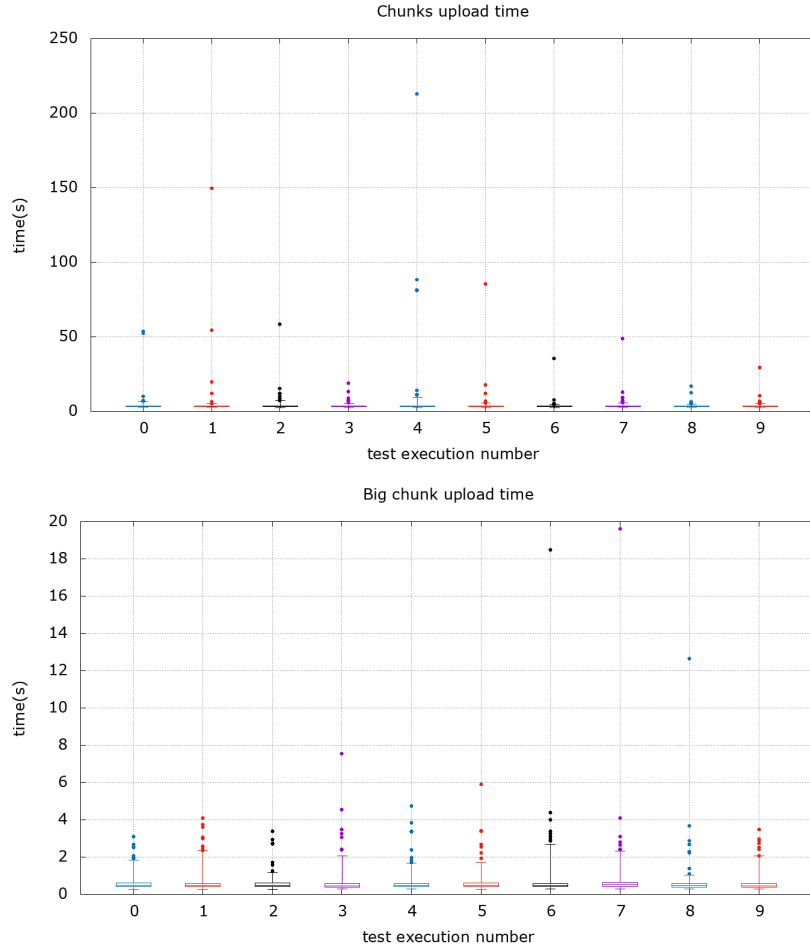 Chunks upload time
250
200
150
100
50
0
time(s)
0 1 2 3 4 5 6 7 8 9
test execution number
Big chunk upload time
20
18
16
14
12
10
8
6
4
2
0
time(s)
0 1 2 3 4 5 6 7 8 9
test execution number